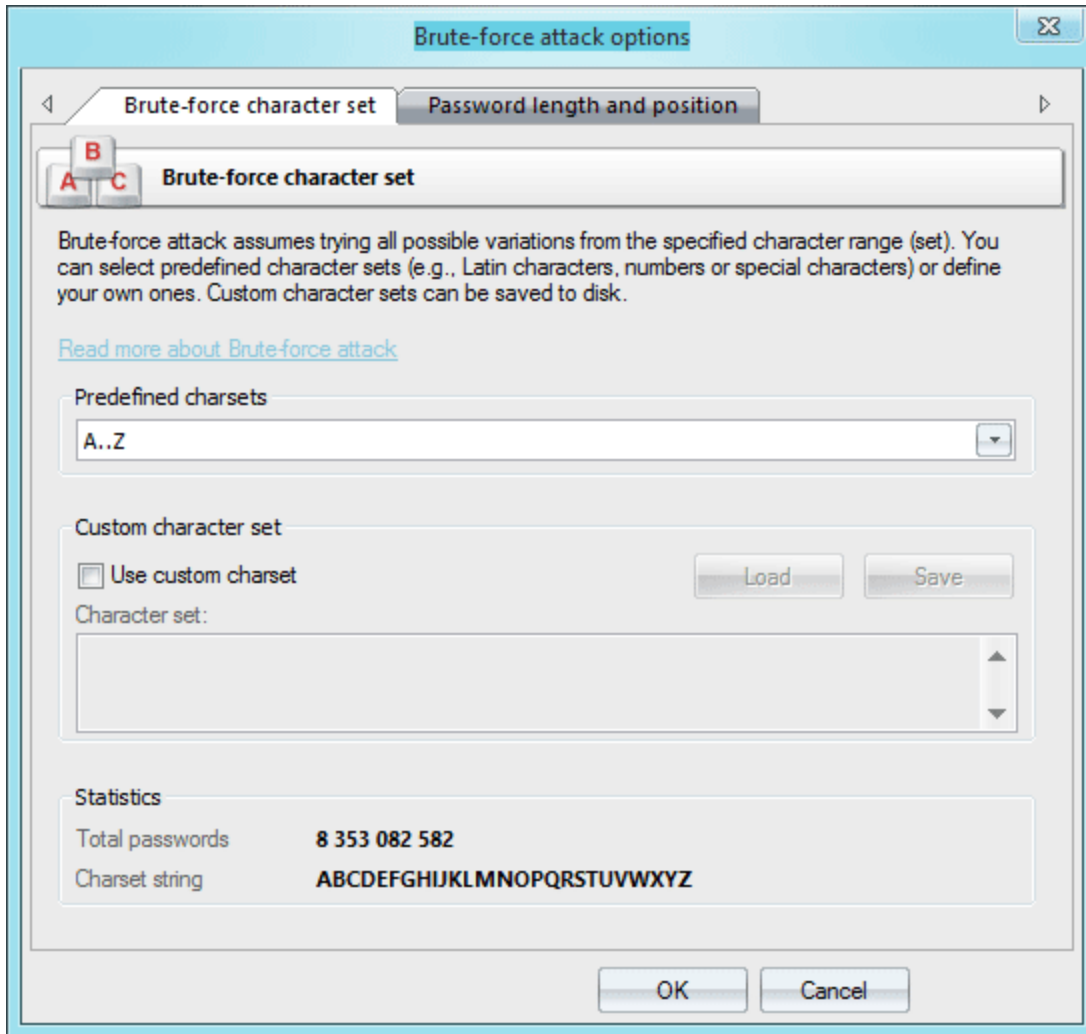 Brute-force attack options
Brute-force character set
Password length and position
B
A C
Brute-force character set
Brute-force attack assumes trying all possible variations from the specified character range (set). You
can select predefined character sets (e.g., Latin characters, numbers or special characters) or define
your own ones. Custom character sets can be saved to disk.
Read more about Brute-force attack
Predefined charsets
A..Z
Custom character set
Use custom charset
Load
Save
Character set:
Statistics
Total passwords 8 353 082 582
Charset string ABCDEFGHIJKLMNOPQRSTUVWXYZ
OK
Cancel